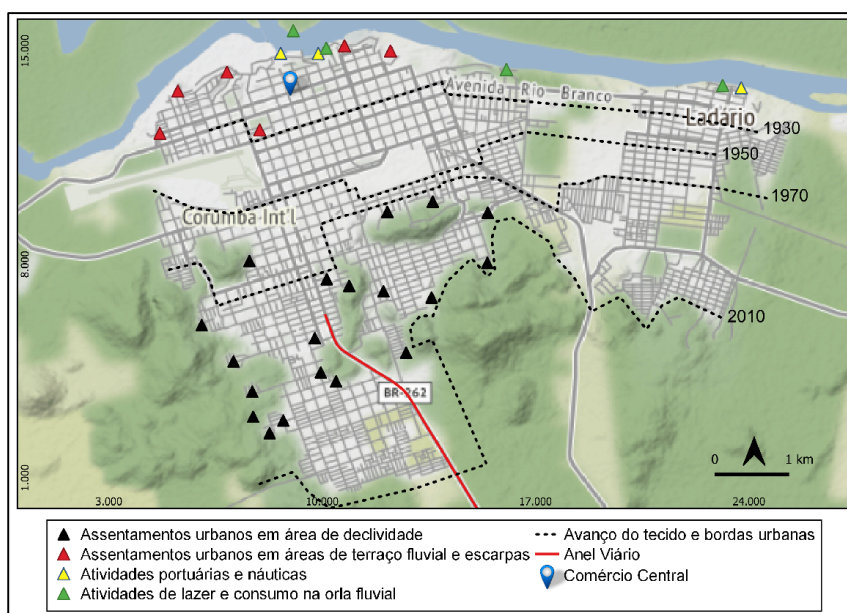 15.000
Avenida Rio Branco
Ladário
1930
1950
1970
Corumba Int'l
8.000
2010
BR-262
0 1 km
1.000
3.000 10.000 17.000 24.000
Assentamentos urbanos em área de declividade
Assentamentos urbanos em áreas de terraço fluvial e escarpas
Atividades portuárias e náuticas
Atividades de lazer e consumo na orla fluvial
Avanço do tecido e bordas urbanas
Anel Viário
Comércio Central